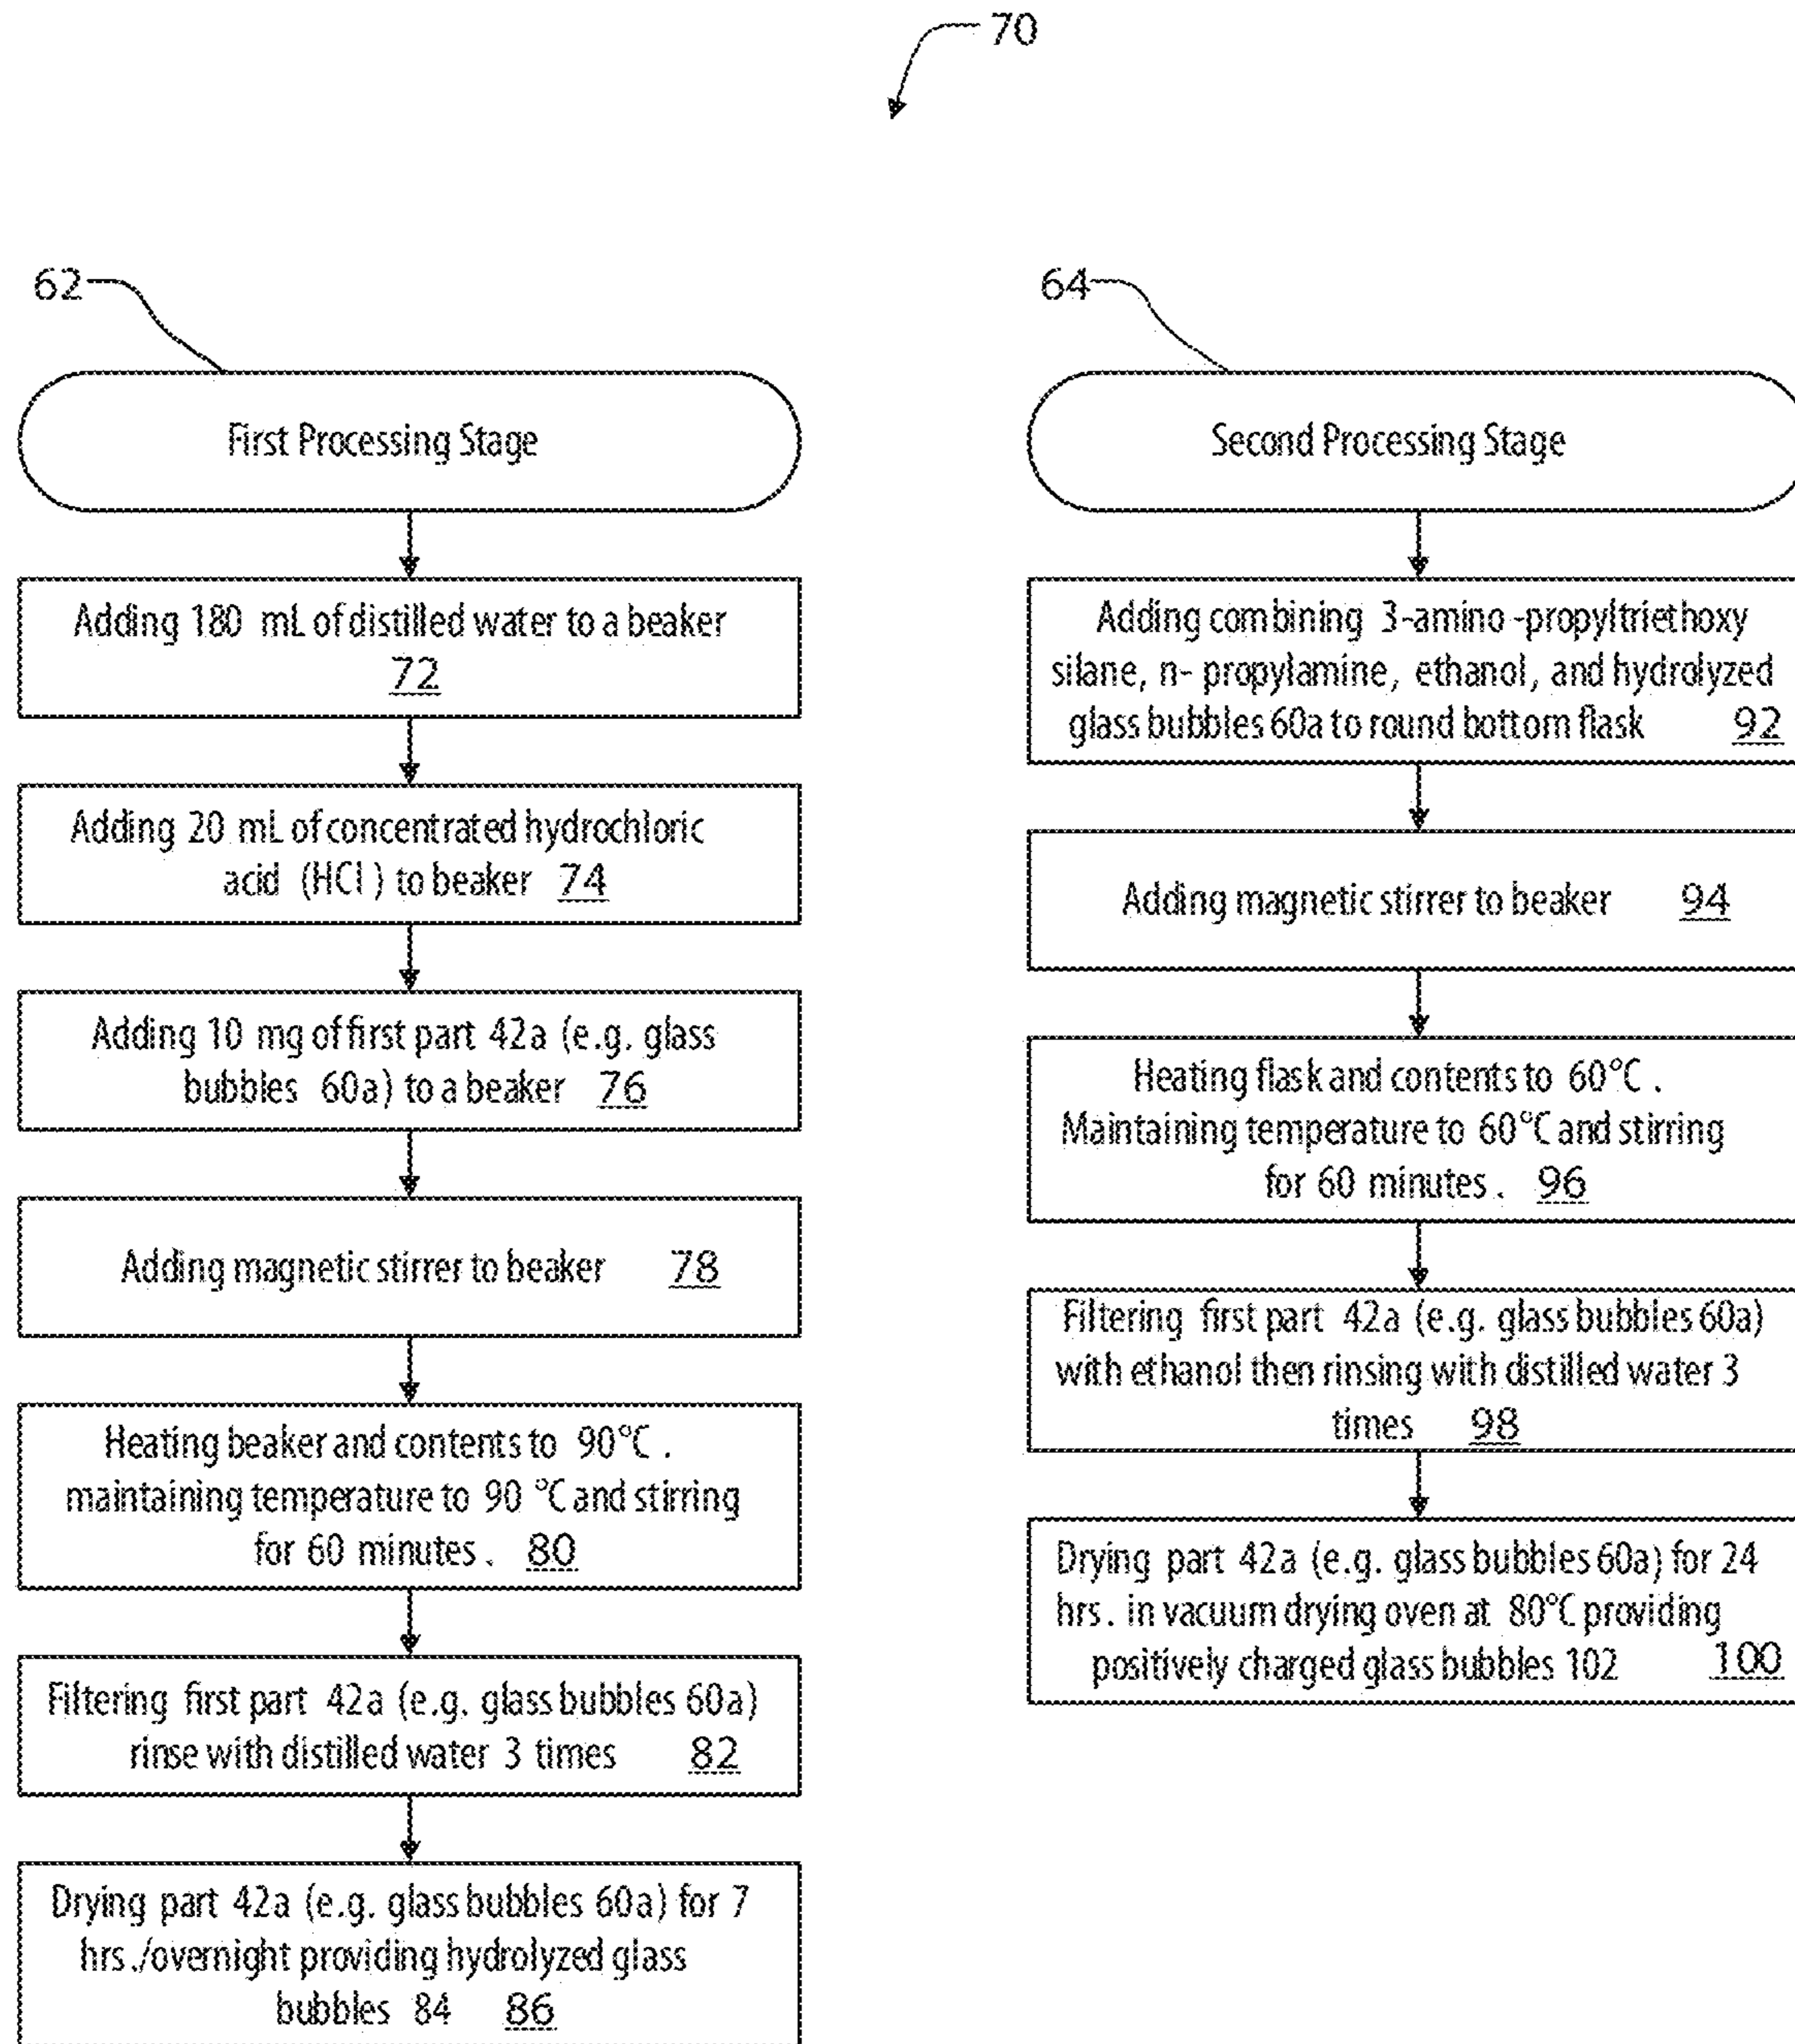 70
62
First Processing Stage
Adding 180 mL of distilled water to a beaker
72
Adding 20 mL of concentrated hydrochloric
acid (HCl) to beaker 74
Adding 10 mg of first part 42a (e.g. glass
bubbles 60a) to a beaker 76
Adding magnetic stirrer to beaker 78
Heating beaker and contents to 90°C.
maintaining temperature to 90 °C and stirring
for 60 minutes. 80
Filtering first part 42a (e.g. glass bubbles 60a)
rinse with distilled water 3 times 82
Drying part 42a (e.g. glass bubbles 60a) for 7
hrs./overnight providing hydrolyzed glass
bubbles 84 86
64
Second Processing Stage
Adding combining 3-amino-propyltriethoxy
silane, n-propylamine, ethanol, and hydrolyzed
glass bubbles 60a to round bottom flask 92
Adding magnetic stirrer to beaker 94
Heating flask and contents to 60°C.
Maintaining temperature to 60°C and stirring
for 60 minutes. 96
Filtering first part 42a (e.g. glass bubbles 60a)
with ethanol then rinsing with distilled water 3
times 98
Drying part 42a (e.g. glass bubbles 60a) for 24
hrs. in vacuum drying oven at 80°C providing
positively charged glass bubbles 102 100